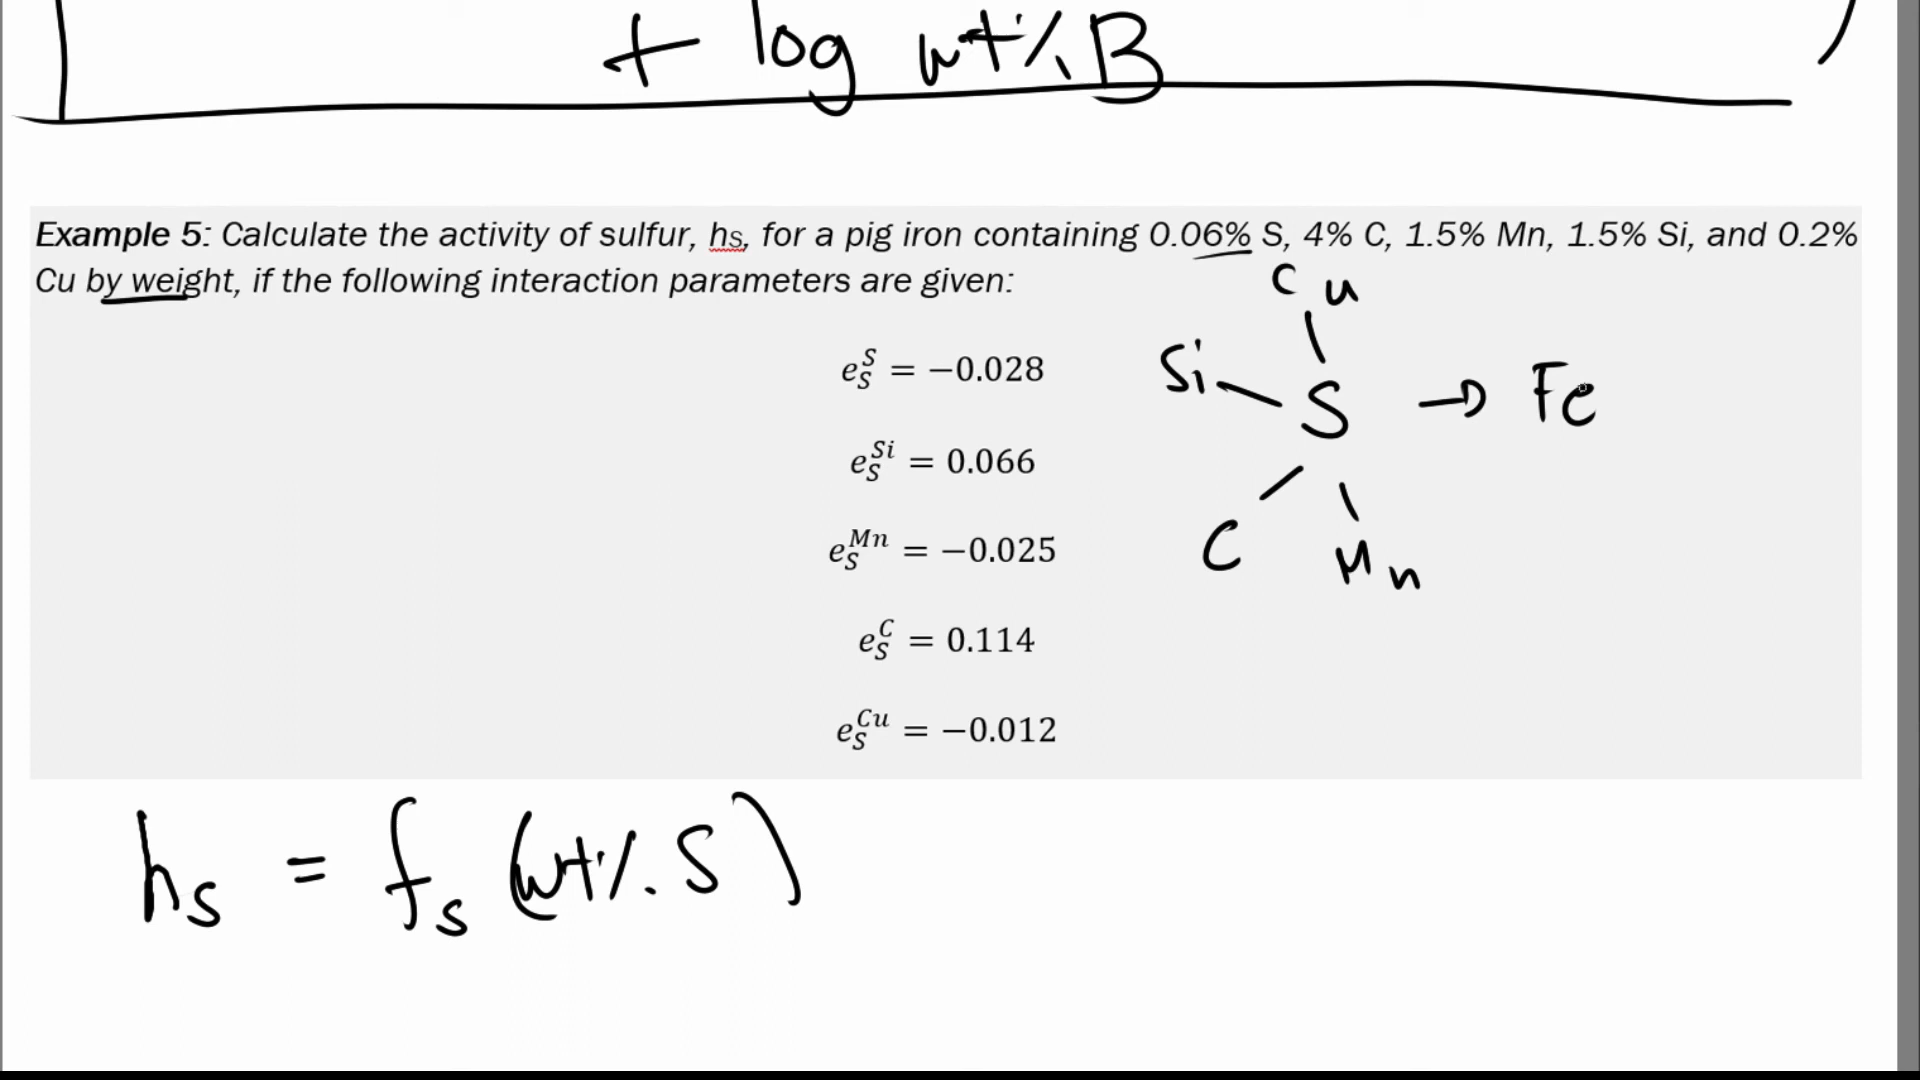 + log wt% B
Example 5: Calculate the activity of sulfur, hS, for a pig iron containing 0.06% S, 4% C, 1.5% Mn, 1.5% Si, and 0.2%
Cu by weight, if the following interaction parameters are given:
Cu
e_S^S = −0.028
Si S → Fe
e_S^Si = 0.066
e_S^Mn = −0.025
C Mn
e_S^C = 0.114
e_S^Cu = −0.012
h_s = f_s (wt%. S)